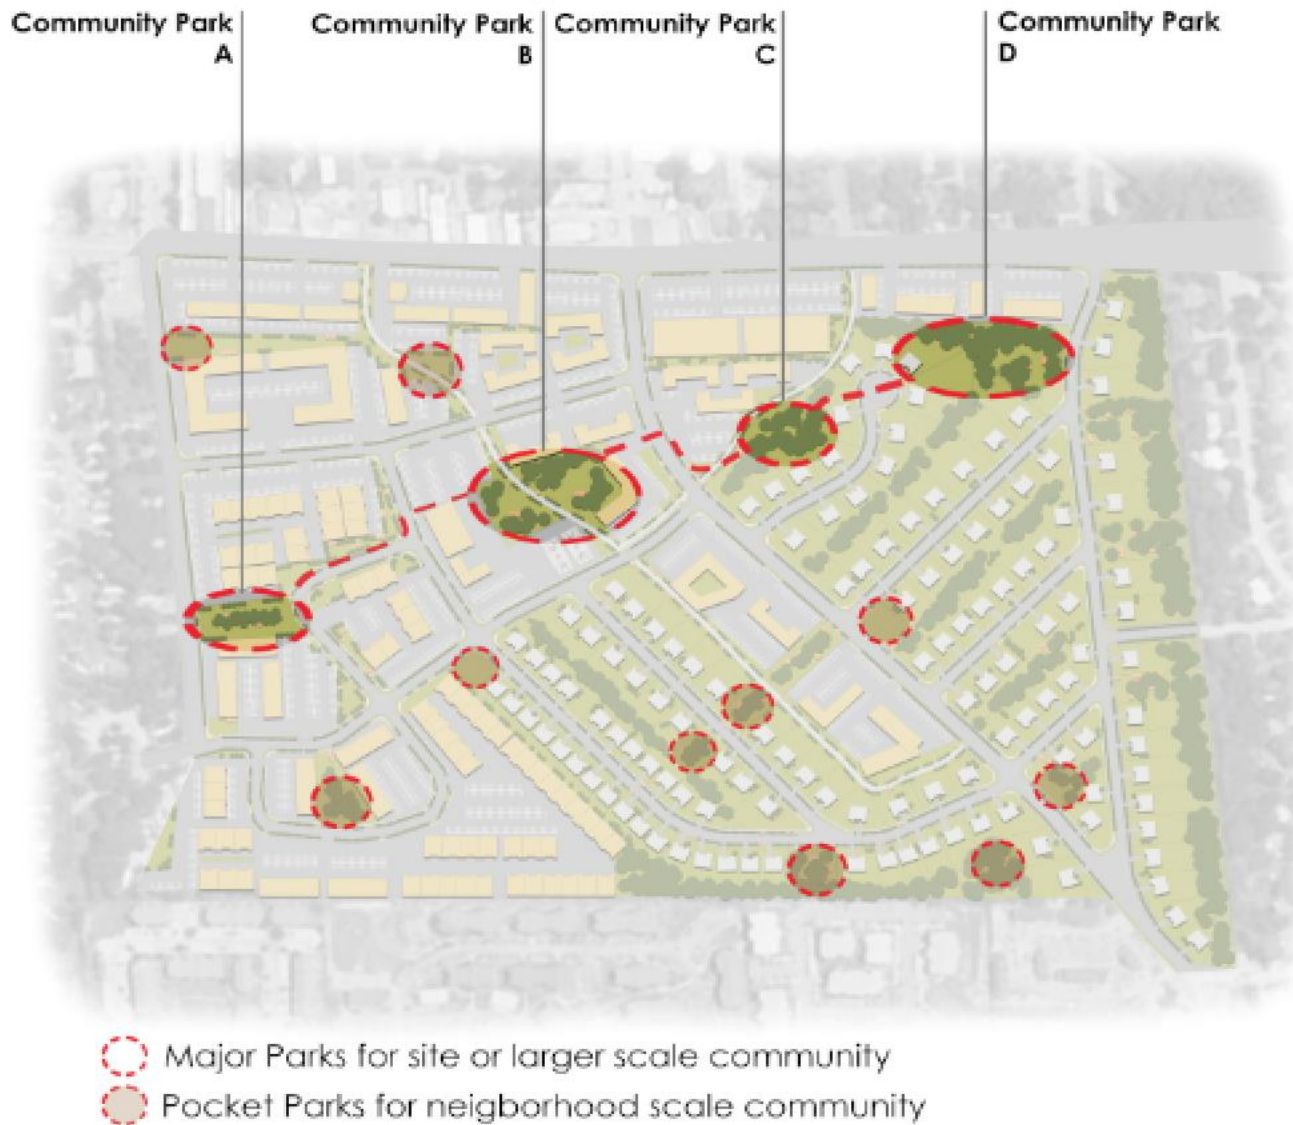 Community Park
A
Community Park
B
Community Park
C
Community Park
D
Major Parks for site or larger scale community
Pocket Parks for neigborhood scale community